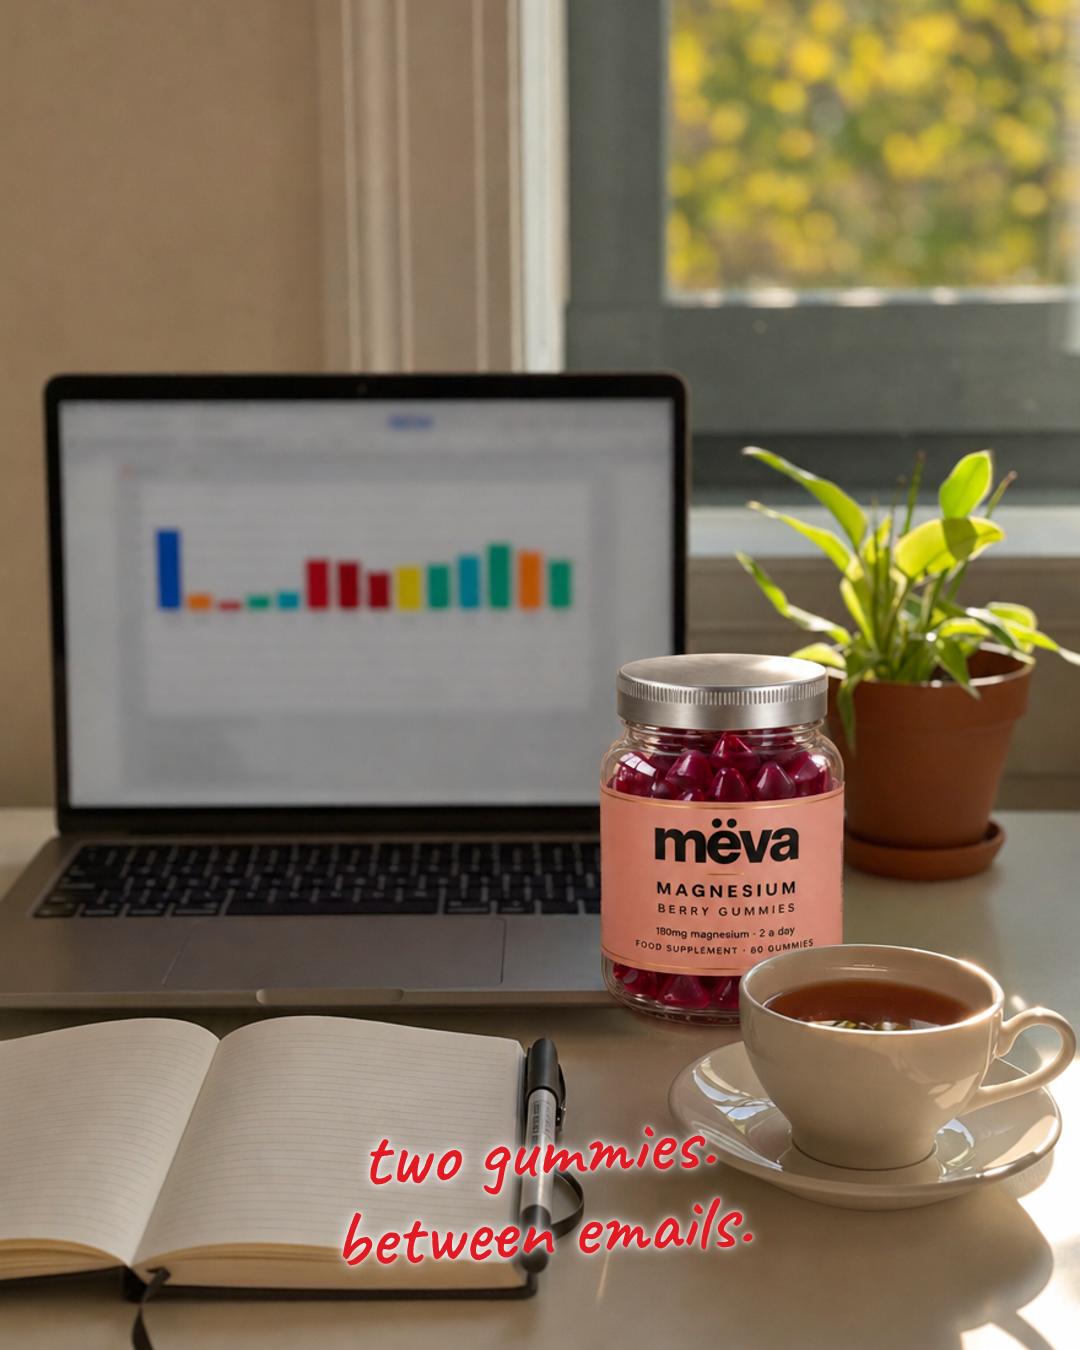 mëva
MAGNESIUM
BERRY GUMMIES
180mg magnesium · 2 a day
FOOD SUPPLEMENT · 60 GUMMIES
two gummies.
between emails.